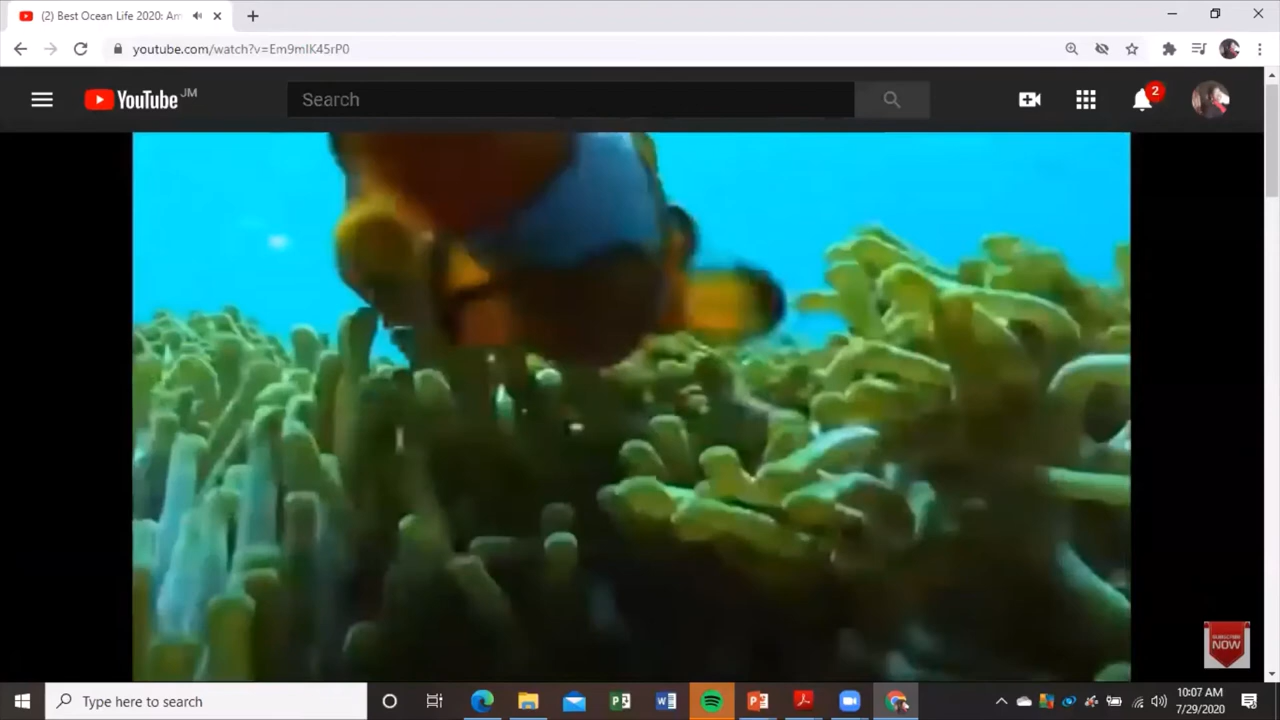 (2) Best Ocean Life 2020: Am
youtube.com/watch?v=Em9mIK45rP0
YouTube JM
Search
2
SUBSCRIBE
NOW
Type here to search
10:07 AM
7/29/2020